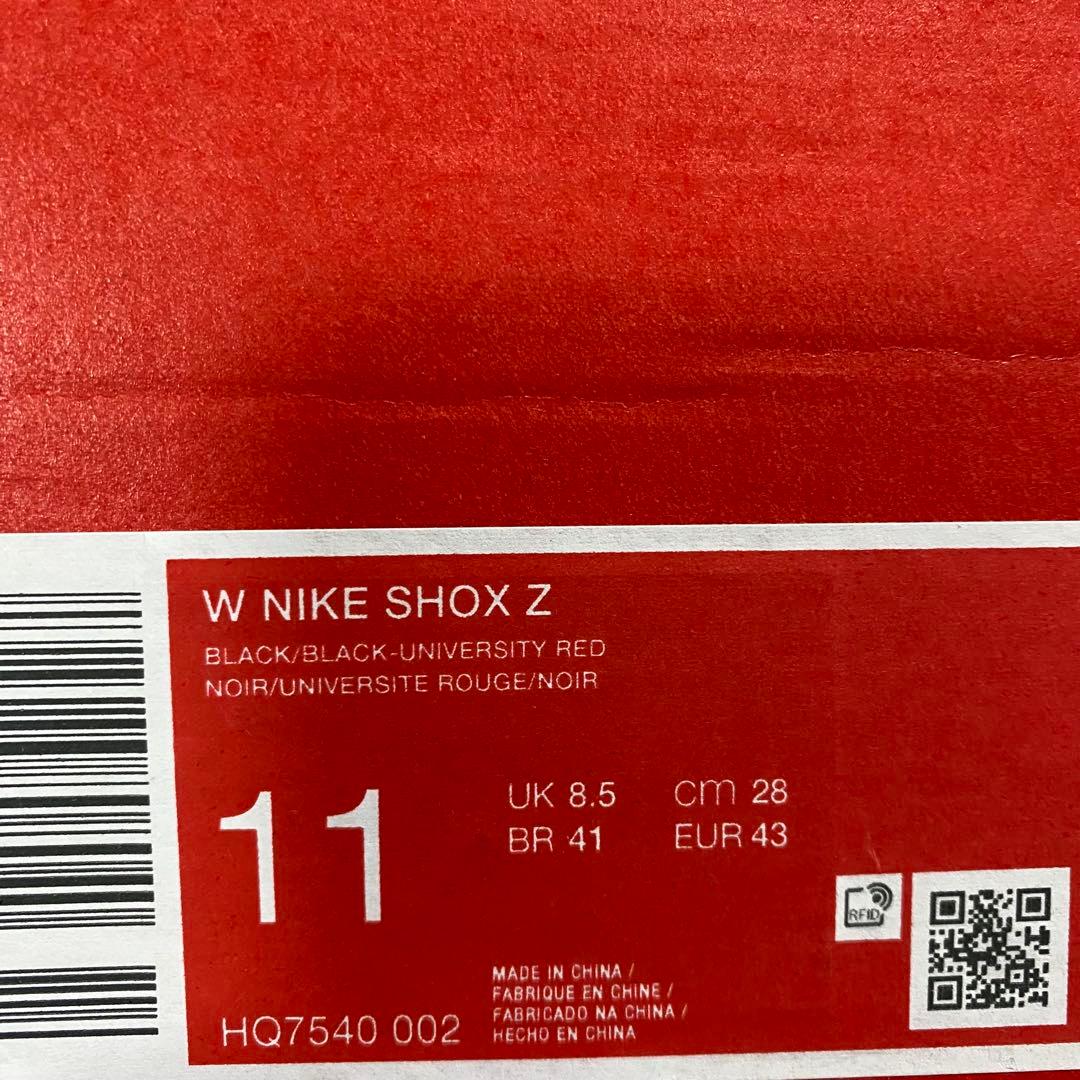 W NIKE SHOX Z
BLACK/BLACK-UNIVERSITY RED
NOIR/UNIVERSITE ROUGE/NOIR
11
UK 8.5 cm 28
BR 41 EUR 43
RFID
MADE IN CHINA /
FABRIQUE EN CHINE /
FABRICADO NA CHINA /
HECHO EN CHINA
HQ7540 002